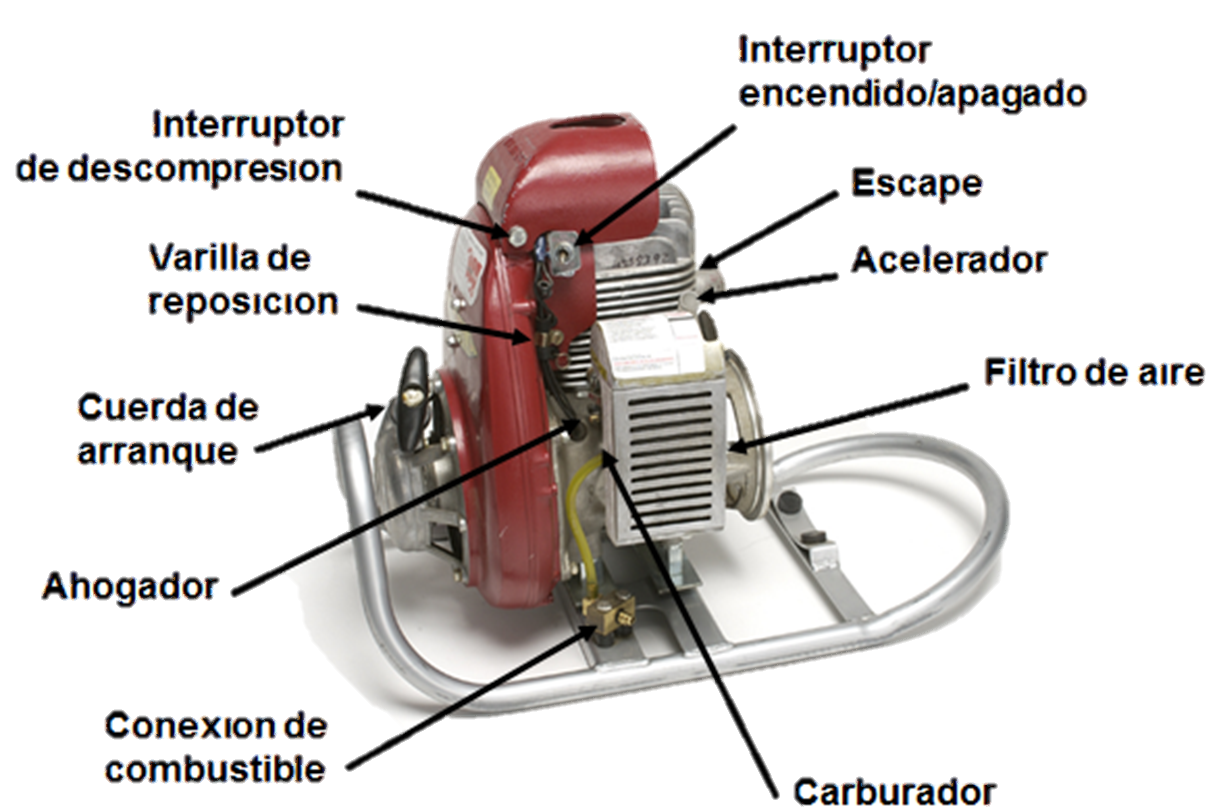 Interruptor
encendido/apagado
Interruptor
de descompresion
Escape
Varilla de
reposicion
Acelerador
Filtro de aire
Cuerda de
arranque
Ahogador
Conexion de
combustible
Carburador